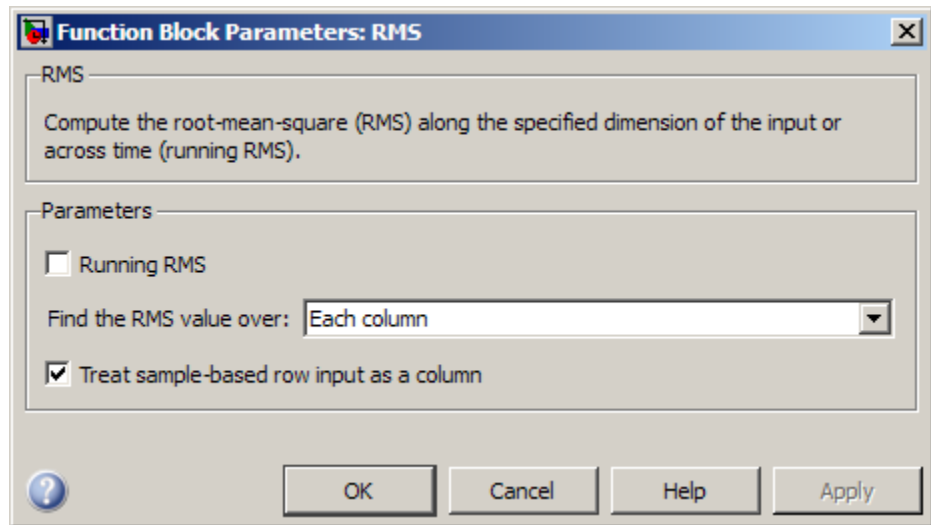 Function Block Parameters: RMS
RMS
Compute the root-mean-square (RMS) along the specified dimension of the input or
across time (running RMS).
Parameters
Running RMS
Find the RMS value over: Each column
Treat sample-based row input as a column
OK Cancel Help Apply